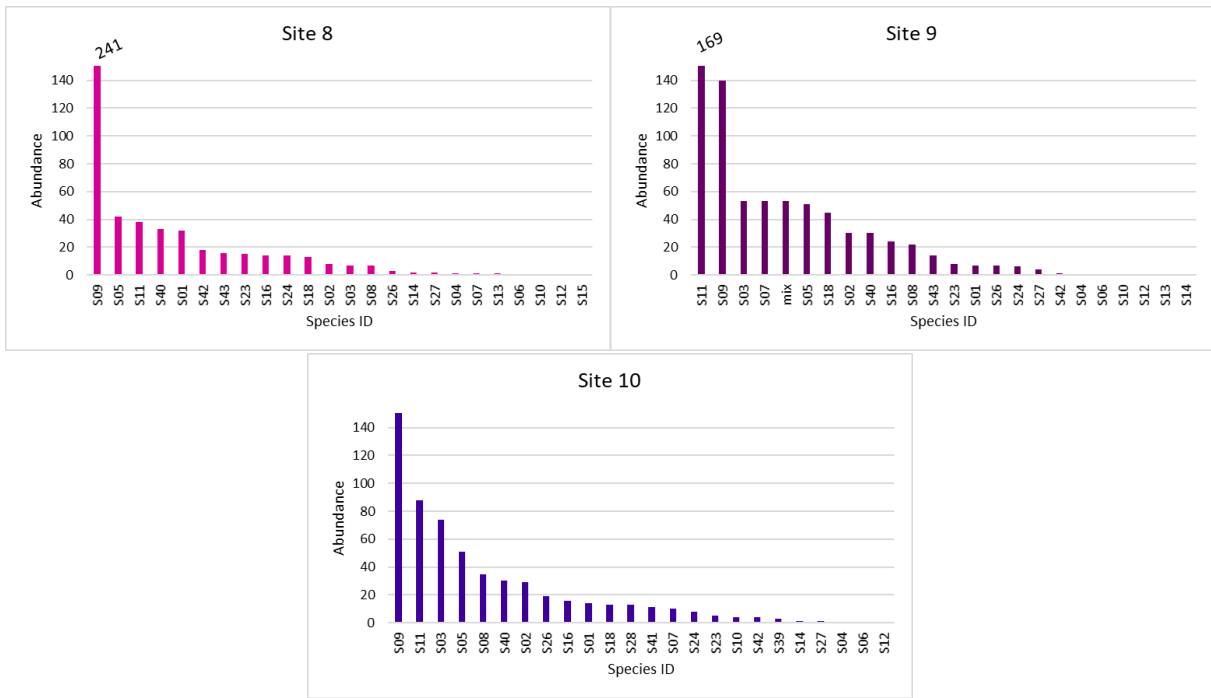 Site 8
241
Abundance
140
120
100
80
60
40
20
0
S09 S05 S11 S40 S01 S42 S43 S23 S16 S24 S18 S02 S03 S08 S26 S14 S27 S04 S07 S13 S06 S10 S12 S15
Species ID
Site 9
169
Abundance
140
120
100
80
60
40
20
0
S11 S09 S03 S07 mix S05 S18 S02 S40 S16 S08 S43 S23 S01 S26 S24 S27 S42 S04 S06 S10 S12 S13 S14
Species ID
Site 10
Abundance
140
120
100
80
60
40
20
0
S09 S11 S03 S05 S08 S40 S02 S26 S16 S01 S18 S28 S41 S07 S24 S23 S10 S42 S39 S14 S27 S04 S06 S12
Species ID